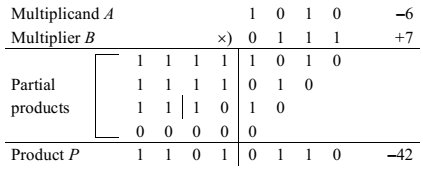 Multiplicand A 1 0 1 0 −6
Multiplier B ×) 0 1 1 1 +7
1 1 1 1 1 0 1 0
Partial 1 1 1 1 0 1 0
products 1 1 1 0 1 0
0 0 0 0 0
Product P 1 1 0 1 0 1 1 0 −42